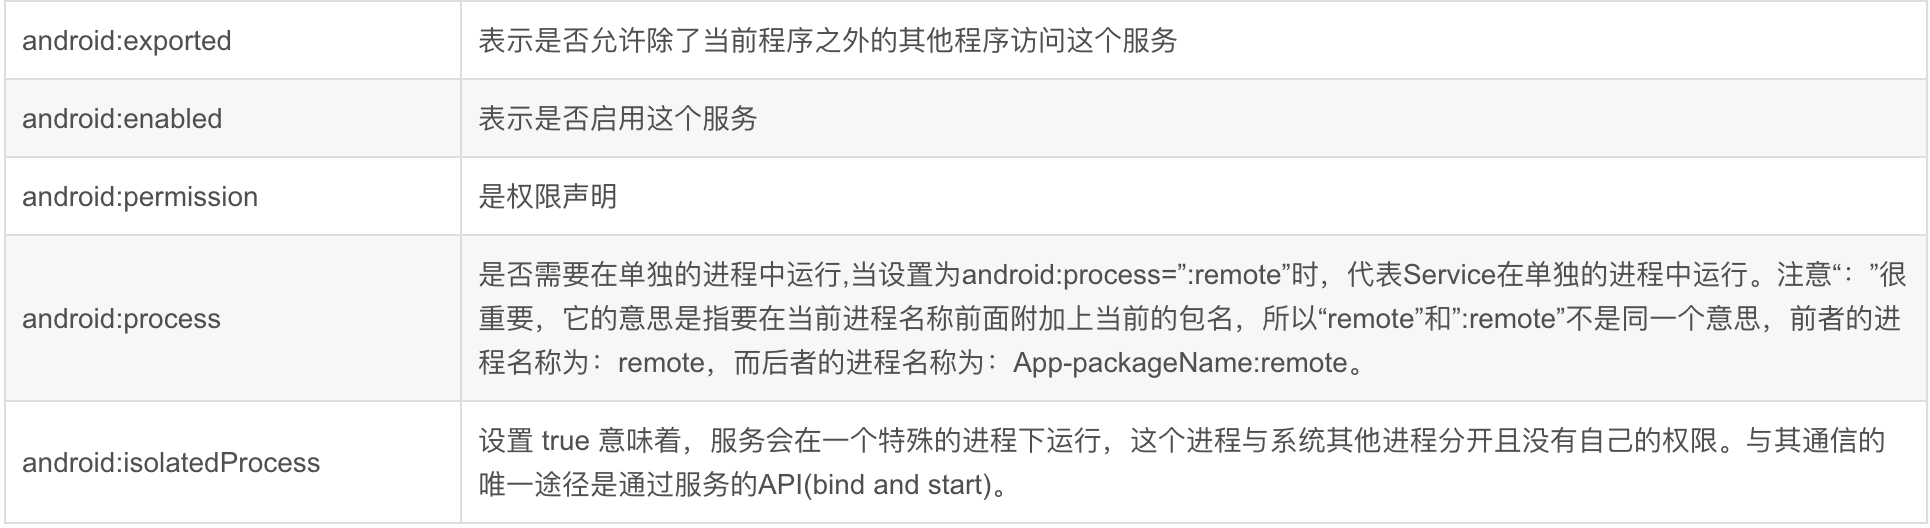 android:exported
表示是否允许除了当前程序之外的其他程序访问这个服务
android:enabled
表示是否启用这个服务
android:permission
是权限声明
android:process
是否需要在单独的进程中运行,当设置为android:process=”:remote”时，代表Service在单独的进程中运行。注意“：”很
重要，它的意思是指要在当前进程名称前面附加上当前的包名，所以“remote”和”:remote”不是同一个意思，前者的进
程名称为：remote，而后者的进程名称为：App-packageName:remote。
android:isolatedProcess
设置 true 意味着，服务会在一个特殊的进程下运行，这个进程与系统其他进程分开且没有自己的权限。与其通信的
唯一途径是通过服务的API(bind and start)。